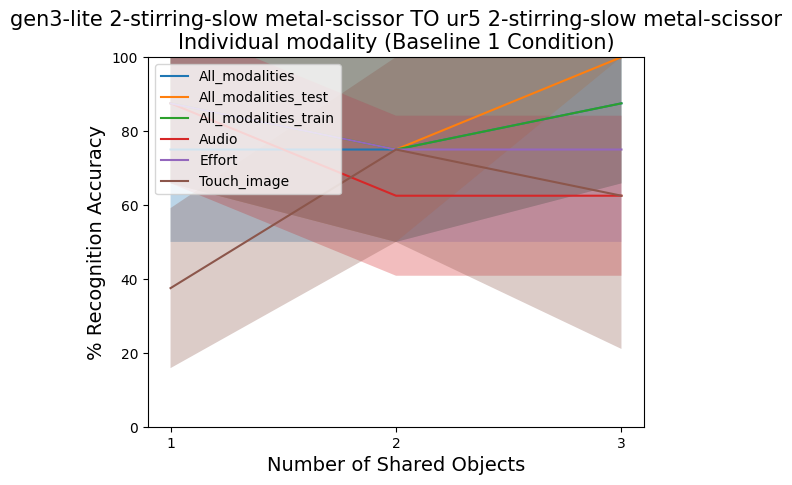 gen3-lite 2-stirring-slow metal-scissor TO ur5 2-stirring-slow metal-scissor
Individual modality (Baseline 1 Condition)
100
80
60
40
20
0
% Recognition Accuracy
All_modalities
All_modalities_test
All_modalities_train
Audio
Effort
Touch_image
1 2 3
Number of Shared Objects